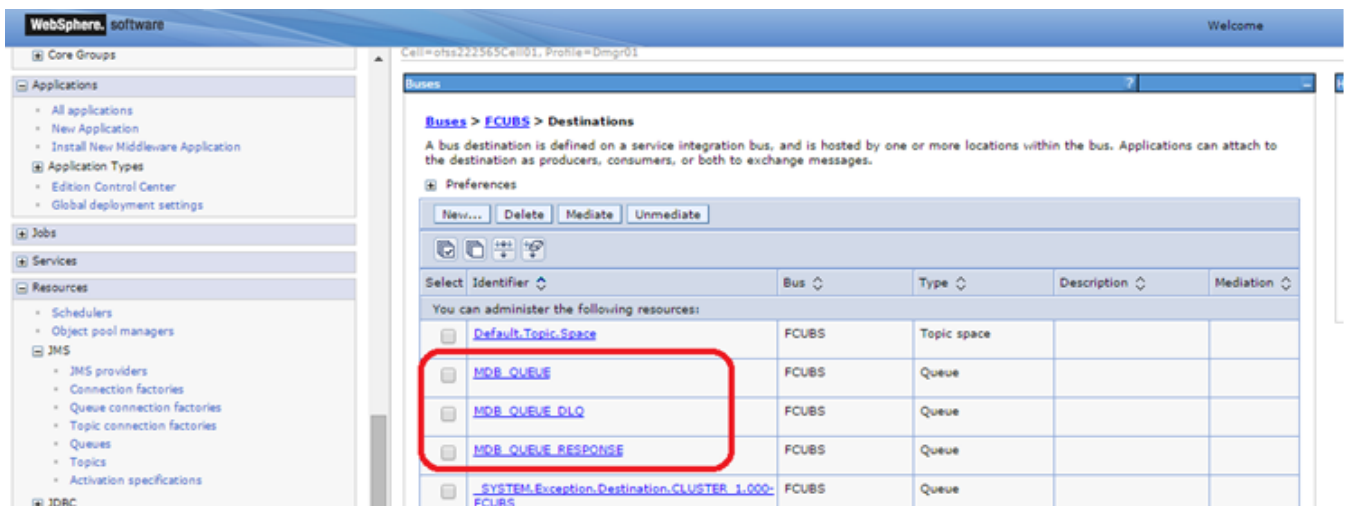 WebSphere. software
Welcome
Core Groups
Applications
All applications
New Application
Install New Middleware Application
Application Types
Edition Control Center
Global deployment settings
Jobs
Services
Resources
Schedulers
Object pool managers
JMS
JMS providers
Connection factories
Queue connection factories
Topic connection factories
Queues
Topics
Activation specifications
JDBC
Cell=ofss222565Cell01, Profile=Dmgr01
Buses ? –
Buses > FCUBS > Destinations
A bus destination is defined on a service integration bus, and is hosted by one or more locations within the bus. Applications can attach to
the destination as producers, consumers, or both to exchange messages.
Preferences
New... Delete Mediate Unmediate
Select Identifier Bus Type Description Mediation
You can administer the following resources:
Default.Topic.Space FCUBS Topic space
MDB_QUEUE FCUBS Queue
MDB_QUEUE_DLQ FCUBS Queue
MDB_QUEUE_RESPONSE FCUBS Queue
_SYSTEM.Exception.Destination.CLUSTER_1.000- FCUBS Queue
FCUBS